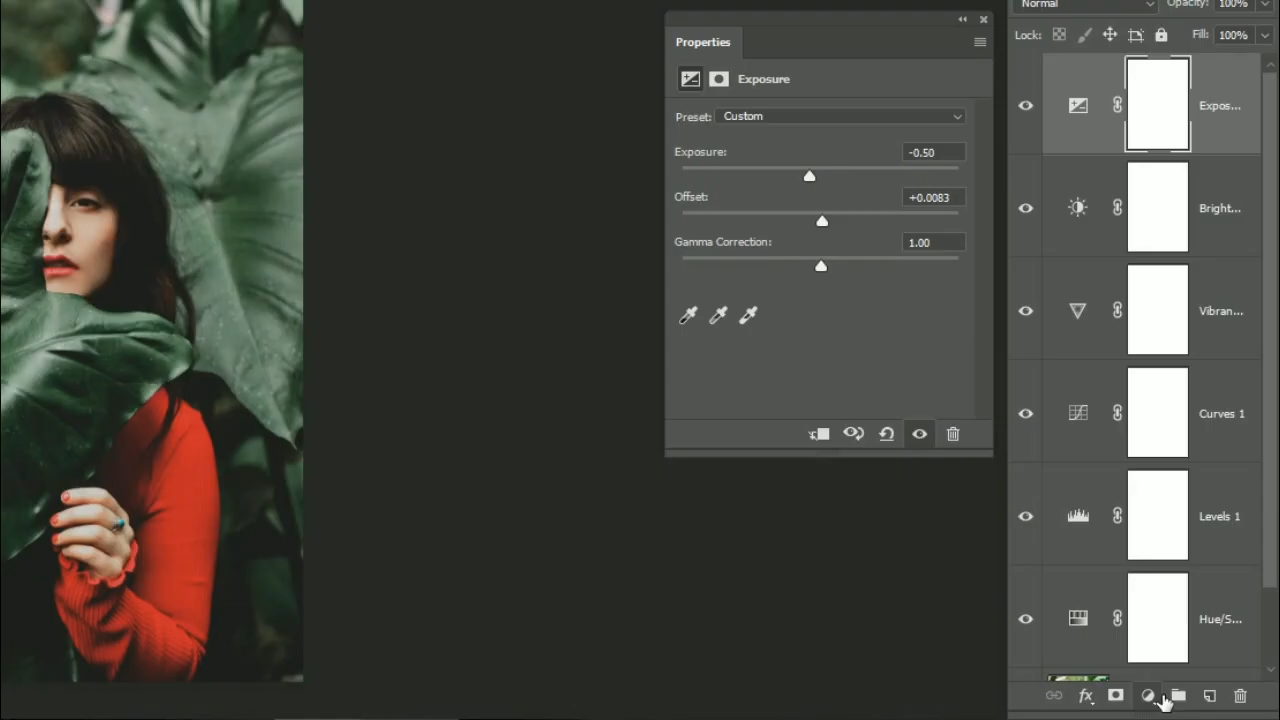 Normal
Opacity: 100%
Properties
Lock:
Fill: 100%
Exposure
Preset: Custom
Expos...
Exposure: -0.50
Offset: +0.0083
Bright...
Gamma Correction: 1.00
Vibran...
Curves 1
Levels 1
Hue/S...
fx